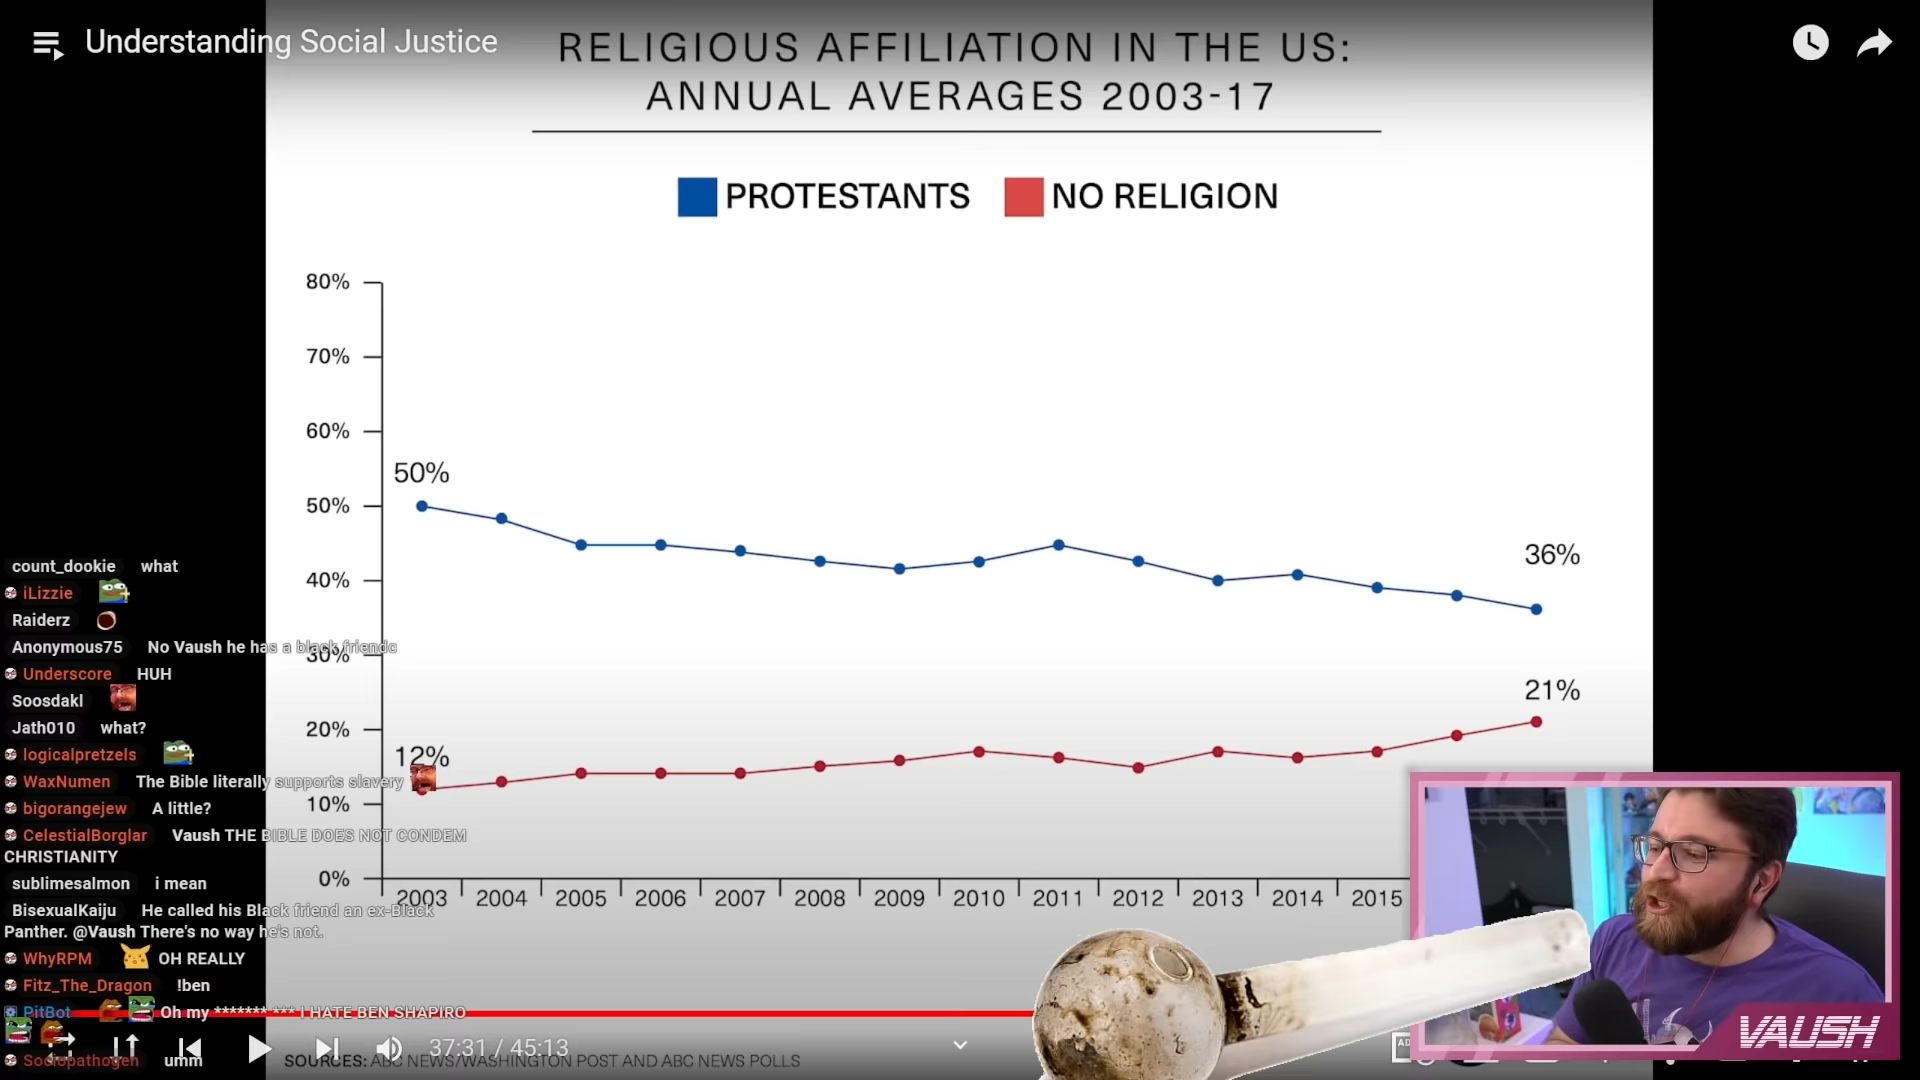 Understanding Social Justice
RELIGIOUS AFFILIATION IN THE US:
ANNUAL AVERAGES 2003-17
PROTESTANTS NO RELIGION
80%
70%
60%
50%
40%
30%
20%
10%
0%
50%
36%
12%
21%
2003 2004 2005 2006 2007 2008 2009 2010 2011 2012 2013 2014 2015
count_dookie what
iLizzie
Raiderz
Anonymous75 No Vaush he has a black friendc
Underscore HUH
Soosdakl
Jath010 what?
logicalpretzels
WaxNumen The Bible literally supports slavery
bigorangejew A little?
CelestialBorglar Vaush THE BIBLE DOES NOT CONDEM
CHRISTIANITY
sublimesalmon i mean
BisexualKaiju He called his Black friend an ex-Black
Panther. @Vaush There's no way he's not.
WhyRPM OH REALLY
Fitz_The_Dragon !ben
PitBot Oh my ******* *** I HATE BEN SHAPIRO
Sociopathogen umm
37:31 / 45:13
SOURCES: ABC NEWS/WASHINGTON POST AND ABC NEWS POLLS
VAUSH